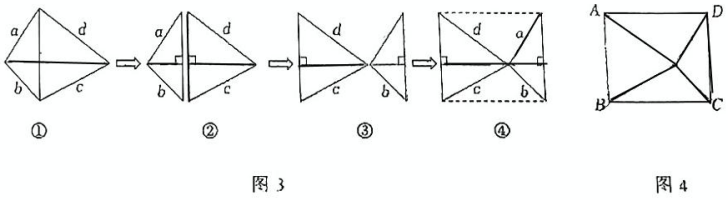 a d
b c
①
a d
b c
②
d
c
③
d a
c b
④
A D
B C
图 3
图 4